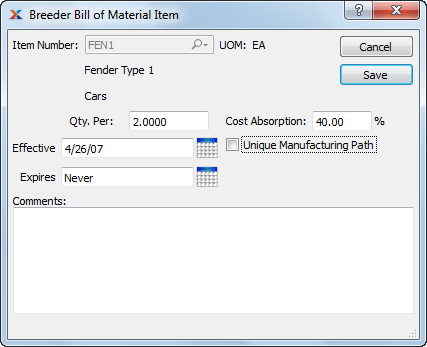 Breeder Bill of Material Item
Item Number: FEN1 UOM: EA Cancel
Fender Type 1 Save
Cars
Qty. Per: 2.0000 Cost Absorption: 40.00 %
Effective 4/26/07 Unique Manufacturing Path
Expires Never
Comments: